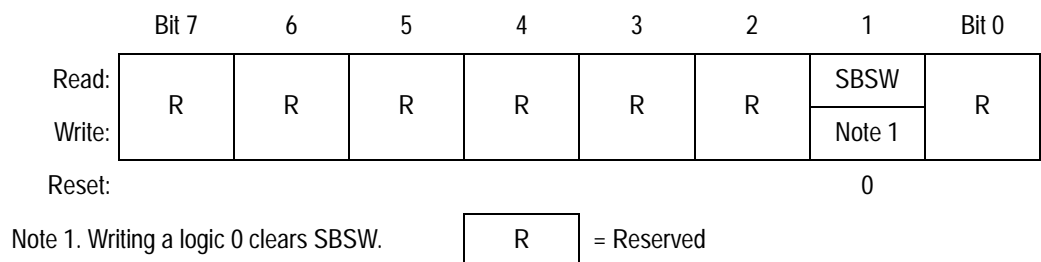 Bit 7 6 5 4 3 2 1 Bit 0
Read: R R R R R R SBSW R
Write: Note 1
Reset: 0
Note 1. Writing a logic 0 clears SBSW. R = Reserved